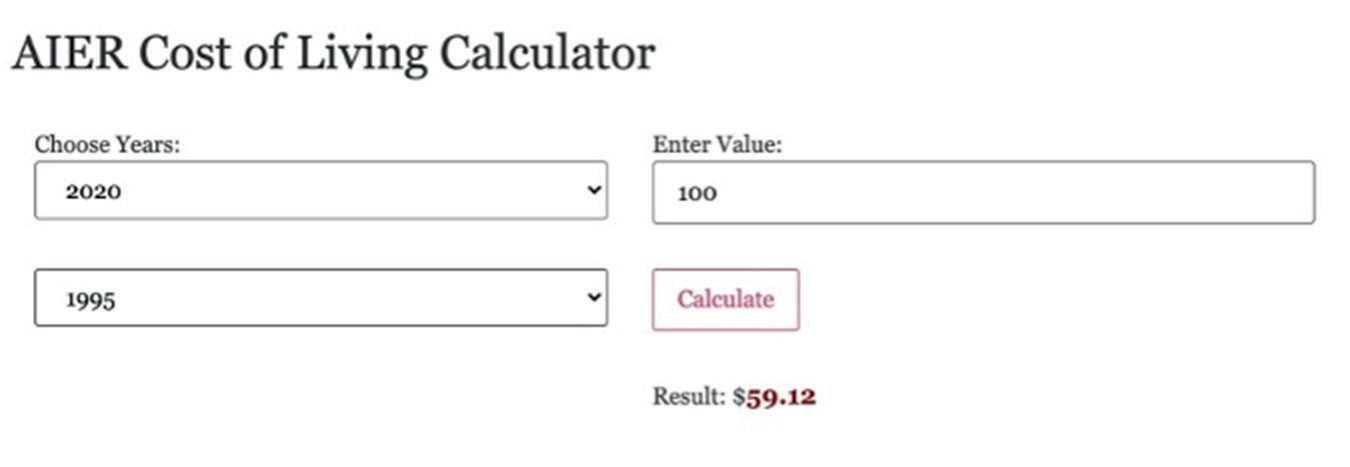 AIER Cost of Living Calculator
Choose Years:
Enter Value:
2020
100
1995
Calculate
Result: $59.12